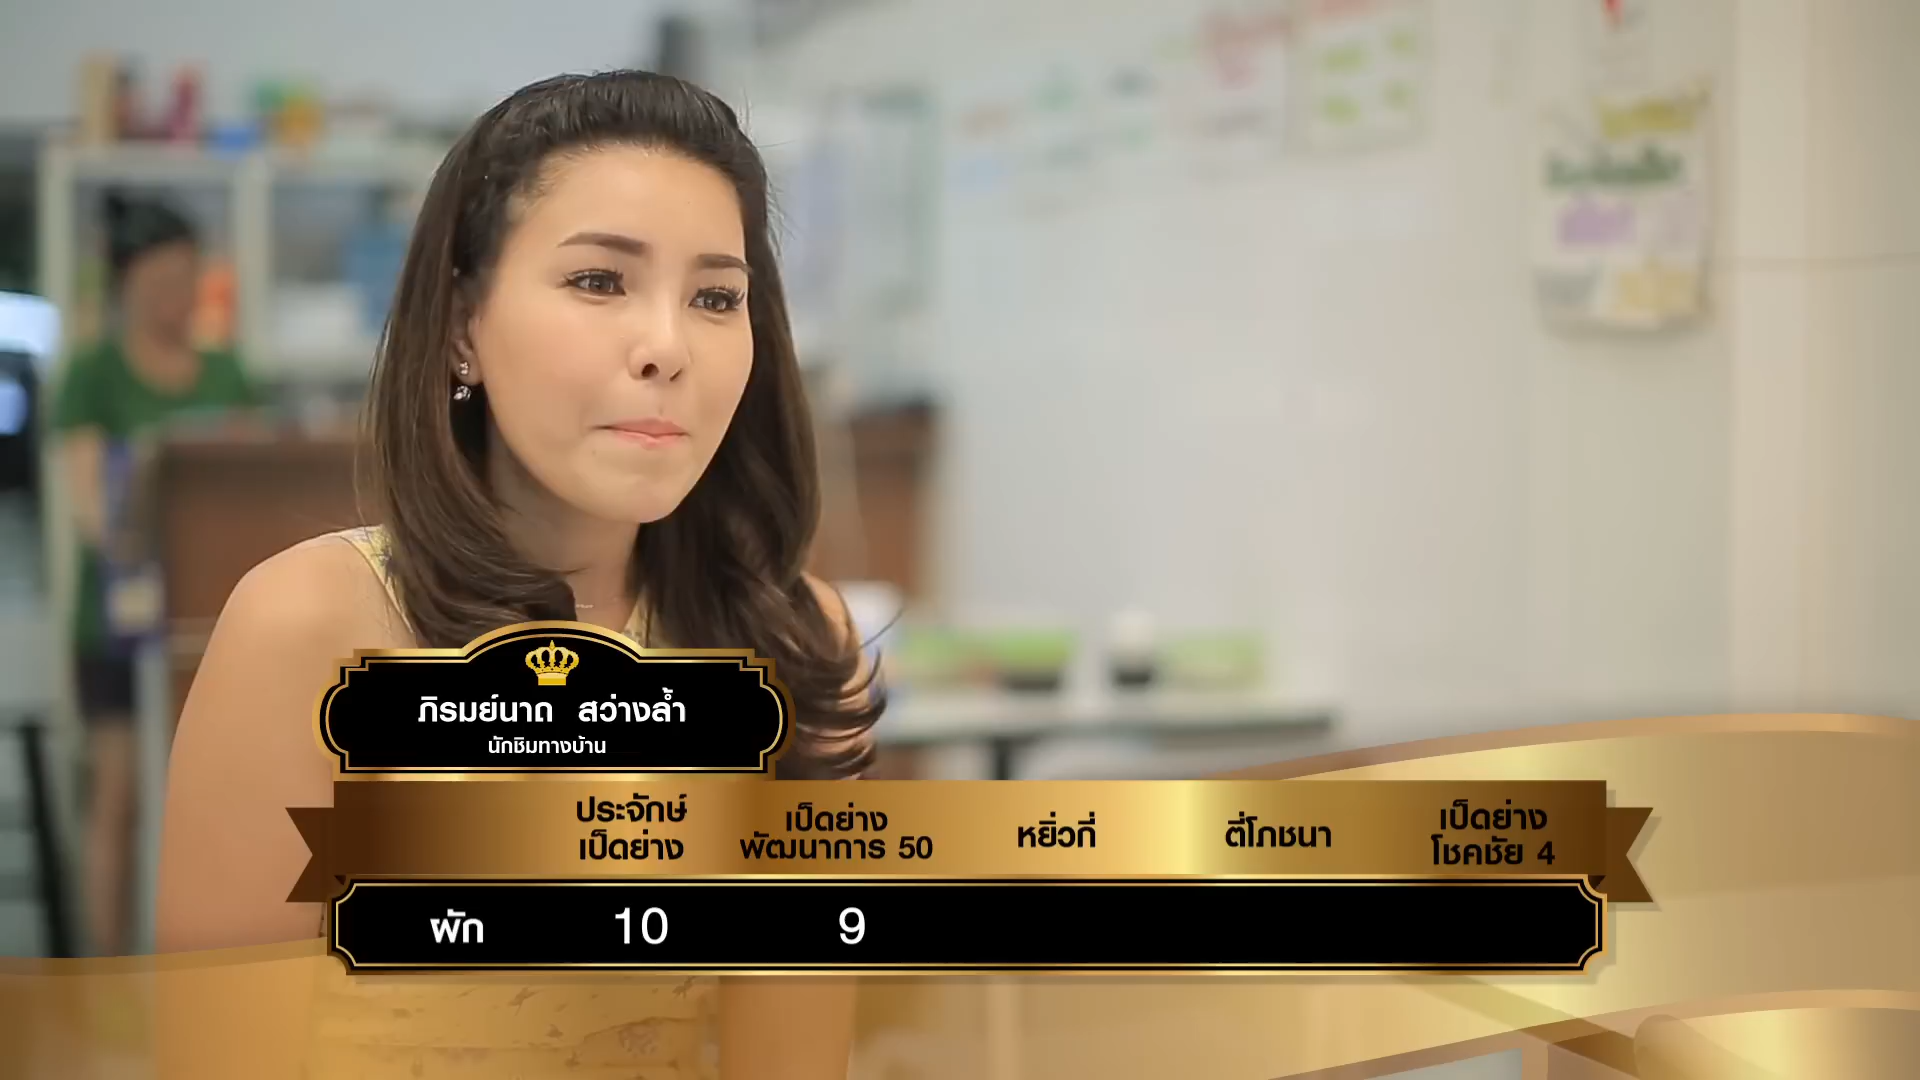 ภิรมย์นาถ สว่างล้ำ
นักชิมทางบ้าน
ประจักษ์
เป็ดย่าง
เป็ดย่าง
พัฒนาการ 50
หยิ่วกี่
ตี๋โภชนา
เป็ดย่าง
โชคชัย 4
ผัก 10 9